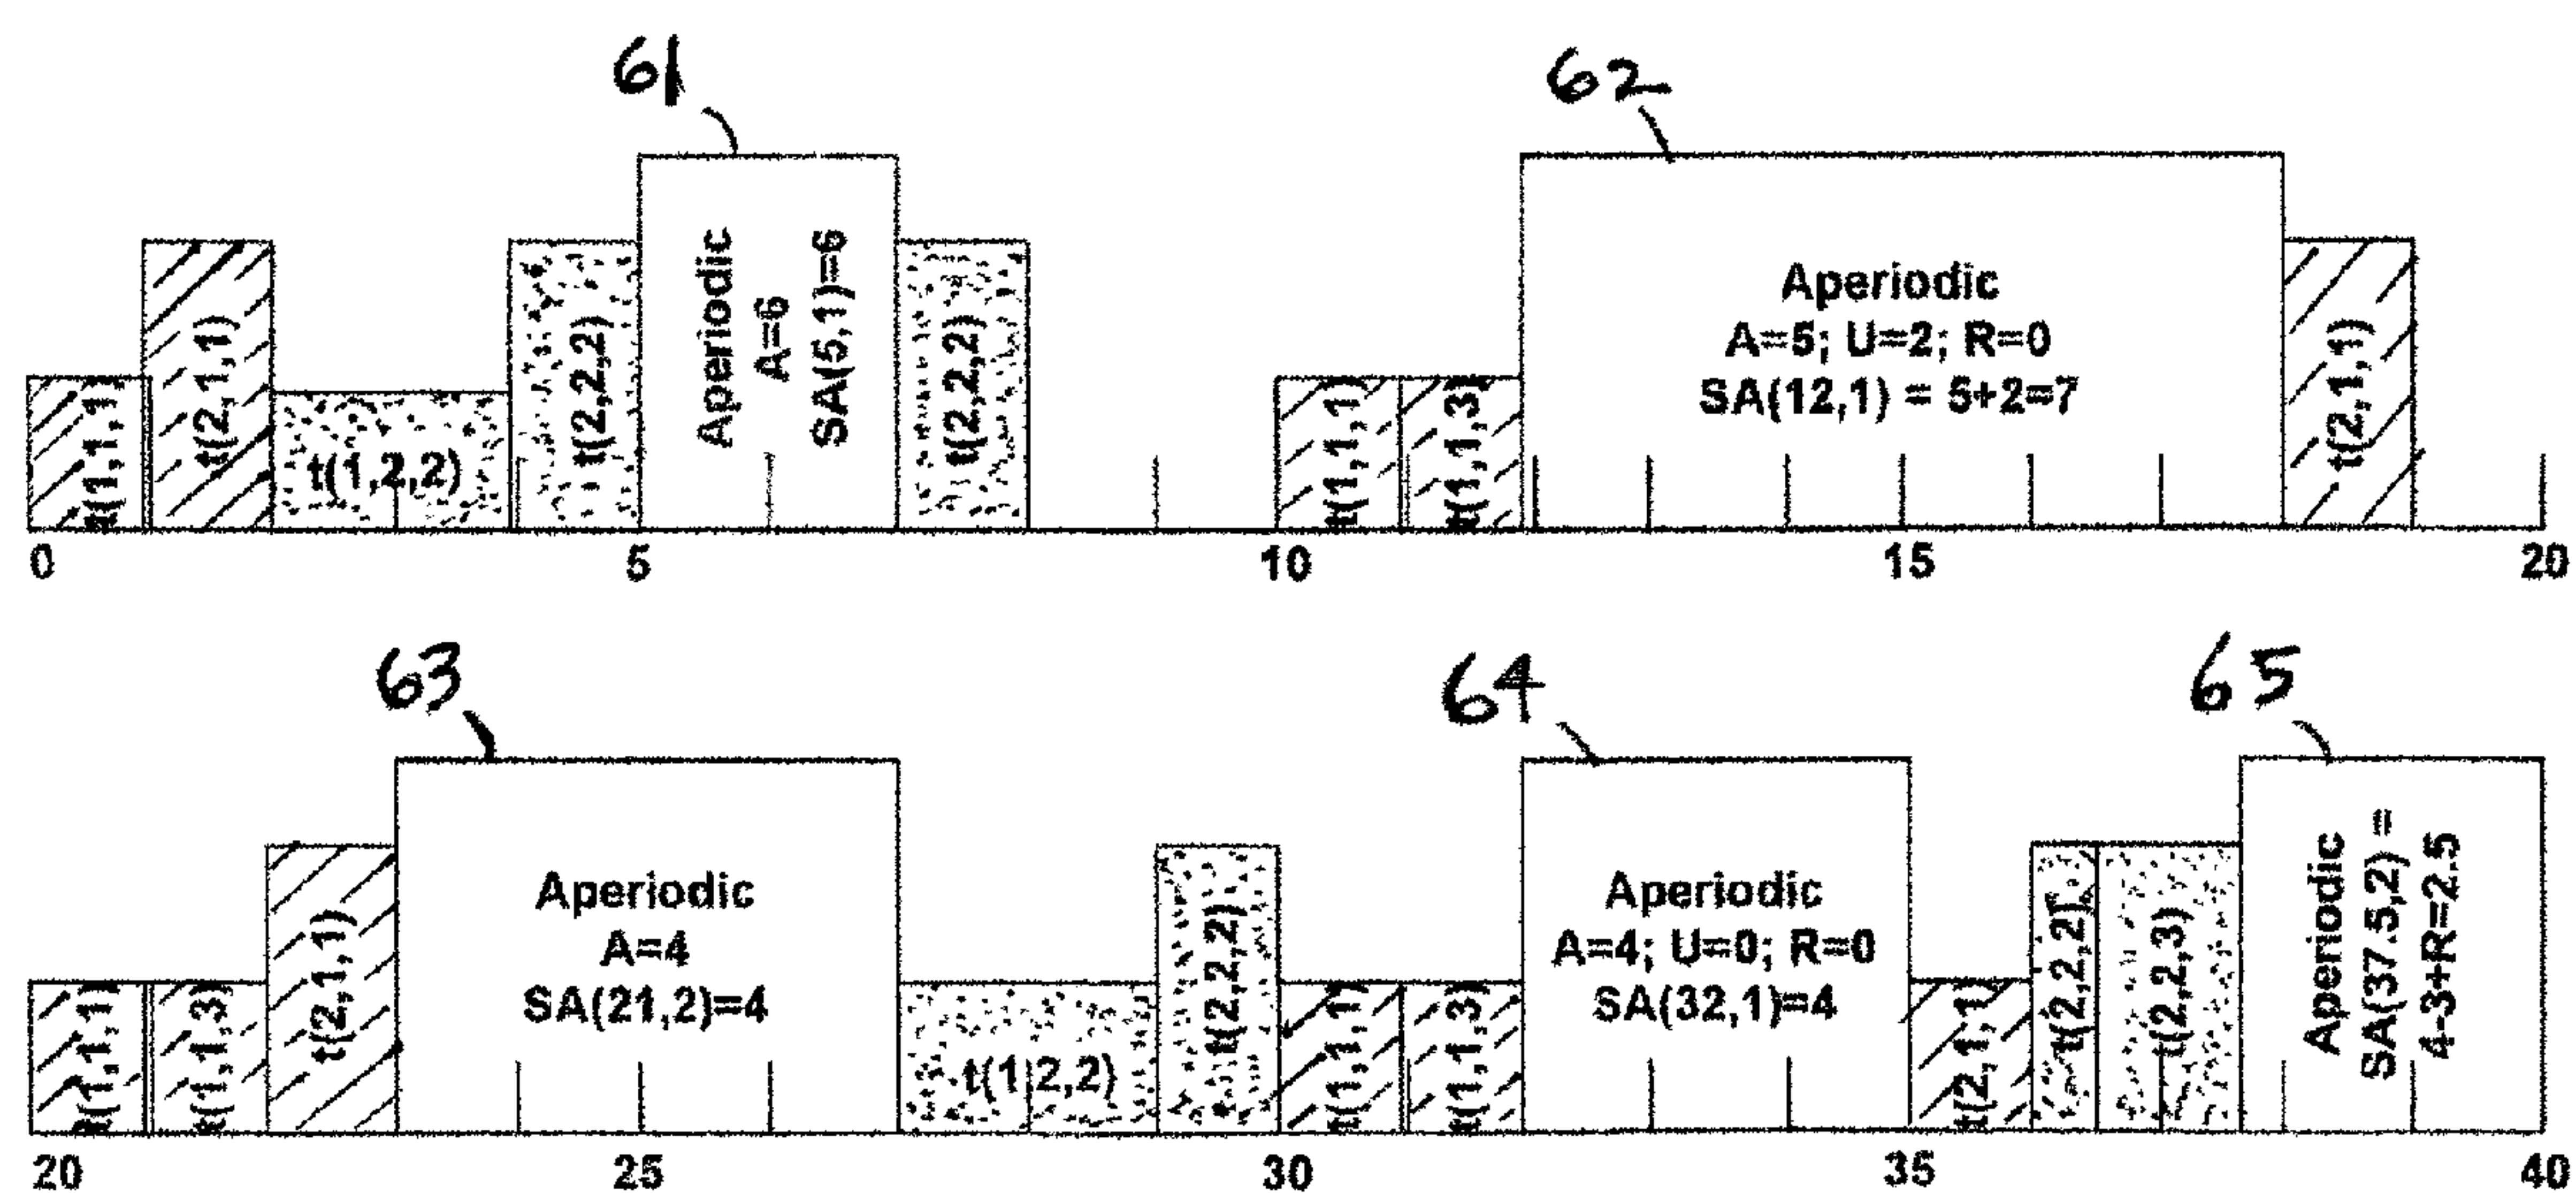 61
62
t(1,1,1)
t(2,1,1)
t(1,2,2)
t(2,2,2)
Aperiodic
A=6
SA(5,1)=6
t(2,2,2)
t(1,1,1)
t(1,1,3)
Aperiodic
A=5; U=2; R=0
SA(12,1) = 5+2=7
t(2,1,1)
0 5 10 15 20
63
64
65
t(1,1,1)
t(1,1,3)
t(2,1,1)
Aperiodic
A=4
SA(21,2)=4
t(1,2,2)
t(2,2,2)
t(1,1,1)
t(1,1,3)
Aperiodic
A=4; U=0; R=0
SA(32,1)=4
t(2,1,1)
t(2,2,2)
t(2,2,3)
Aperiodic
SA(37.5,2) =
4-3+R=2.5
20 25 30 35 40